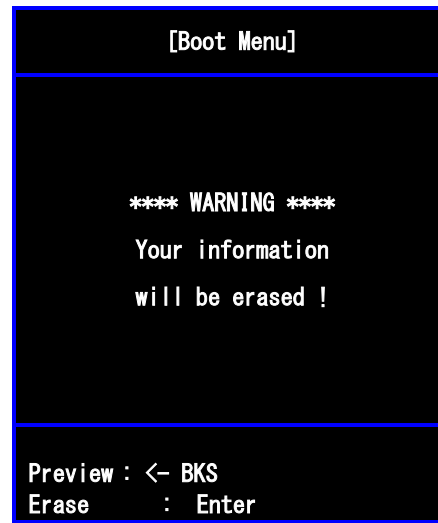 [Boot Menu]
**** WARNING ****
Your information
will be erased !
Preview : <- BKS
Erase : Enter